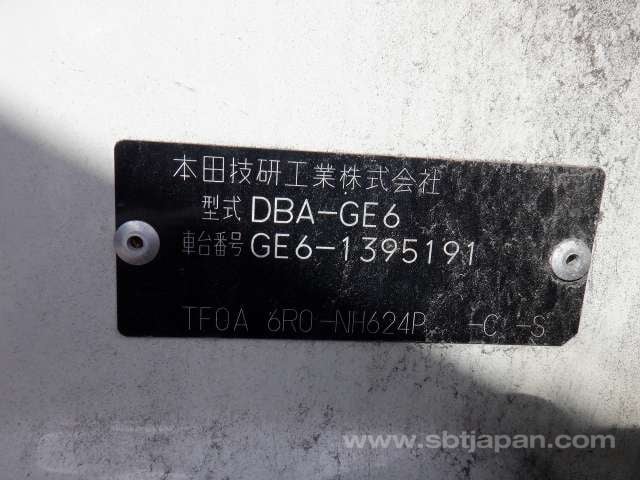 本田技研工業株式会社
型式 DBA-GE6
車台番号 GE6-1395191
TF0A 6R0-NH624P -C -S
www.sbtjapan.com